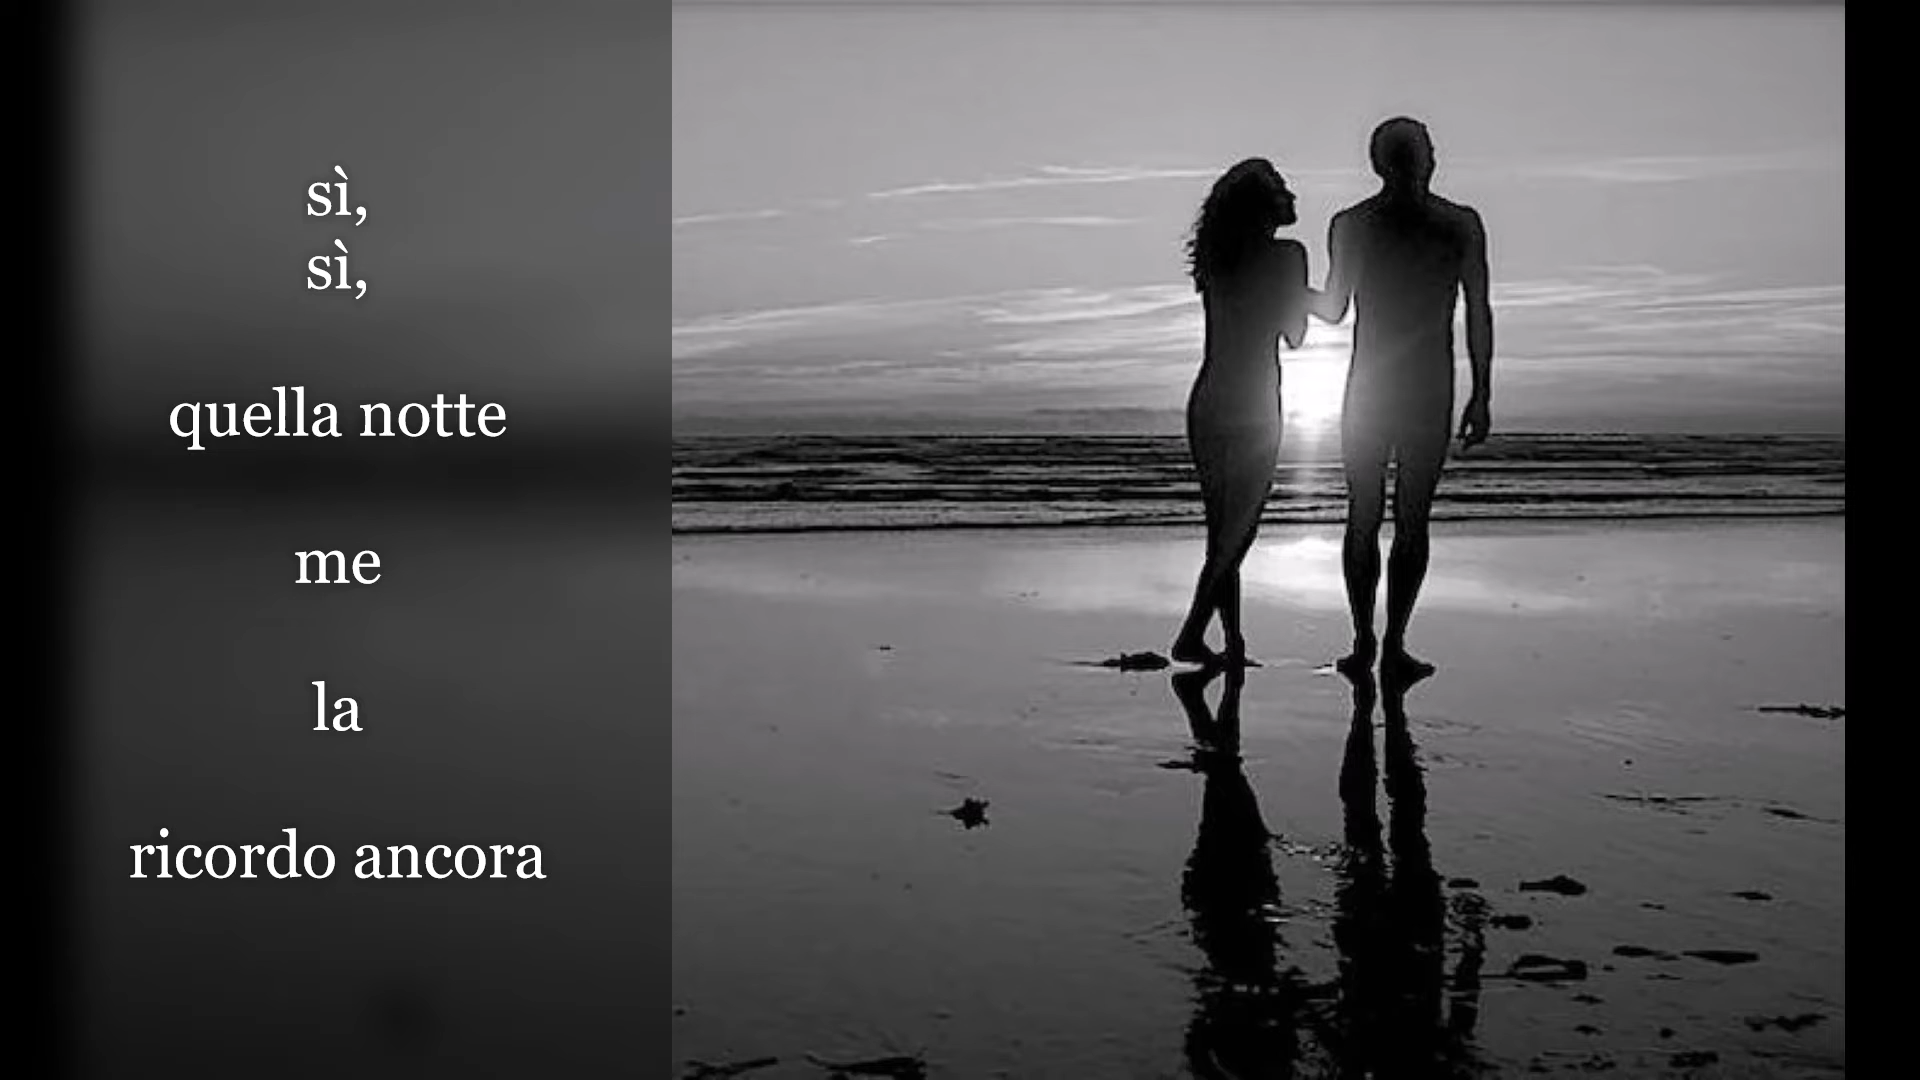 sì,
sì,
quella notte
me
la
ricordo ancora